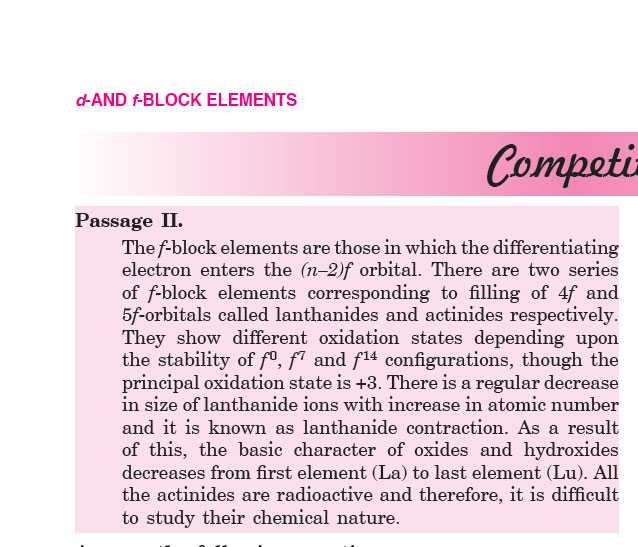 d-AND f-BLOCK ELEMENTS
Passage II.
The f-block elements are those in which the differentiating
electron enters the (n–2)f orbital. There are two series
of f-block elements corresponding to filling of 4f and
5f-orbitals called lanthanides and actinides respectively.
They show different oxidation states depending upon
the stability of f⁰, f⁷ and f¹⁴ configurations, though the
principal oxidation state is +3. There is a regular decrease
in size of lanthanide ions with increase in atomic number
and it is known as lanthanide contraction. As a result
of this, the basic character of oxides and hydroxides
decreases from first element (La) to last element (Lu). All
the actinides are radioactive and therefore, it is difficult
to study their chemical nature.